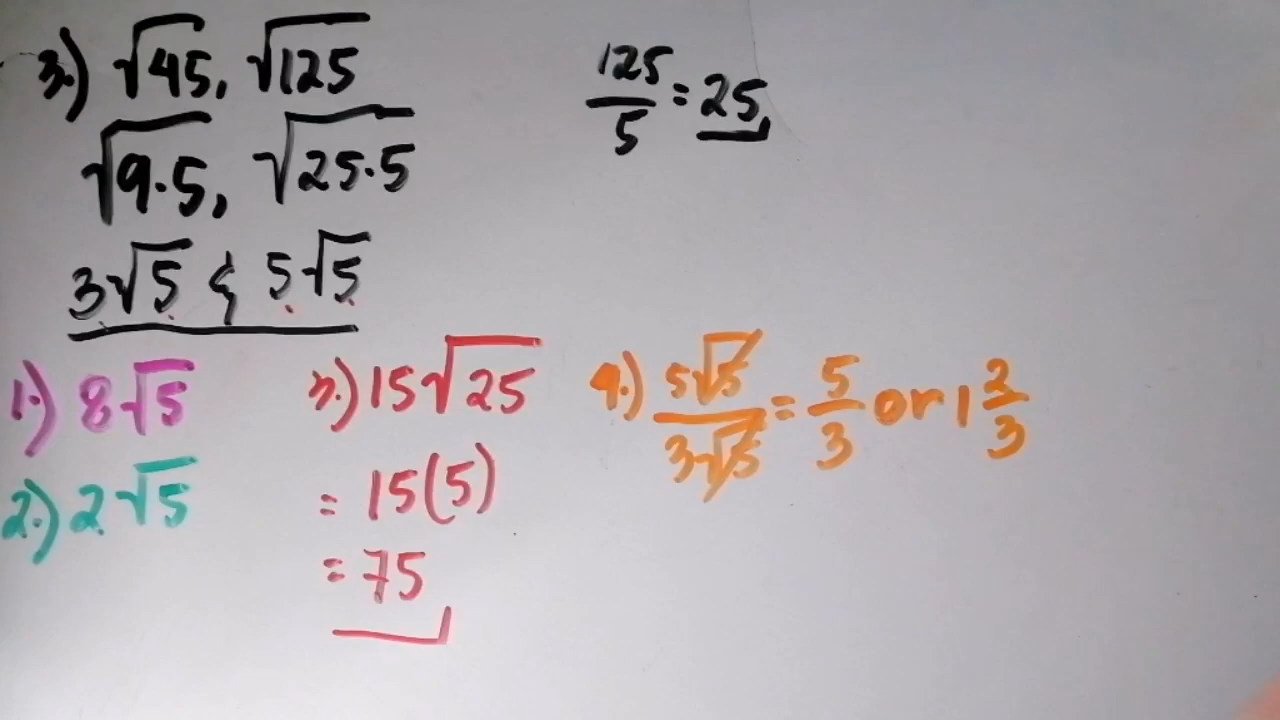 3.) √45, √125
125/5 = 25
√9·5, √25·5
3√5 & 5√5
1.) 8√5
2.) 2√5
3.) 15√25
= 15(5)
= 75
4.) 5√5/3√5 = 5/3 or 1 2/3